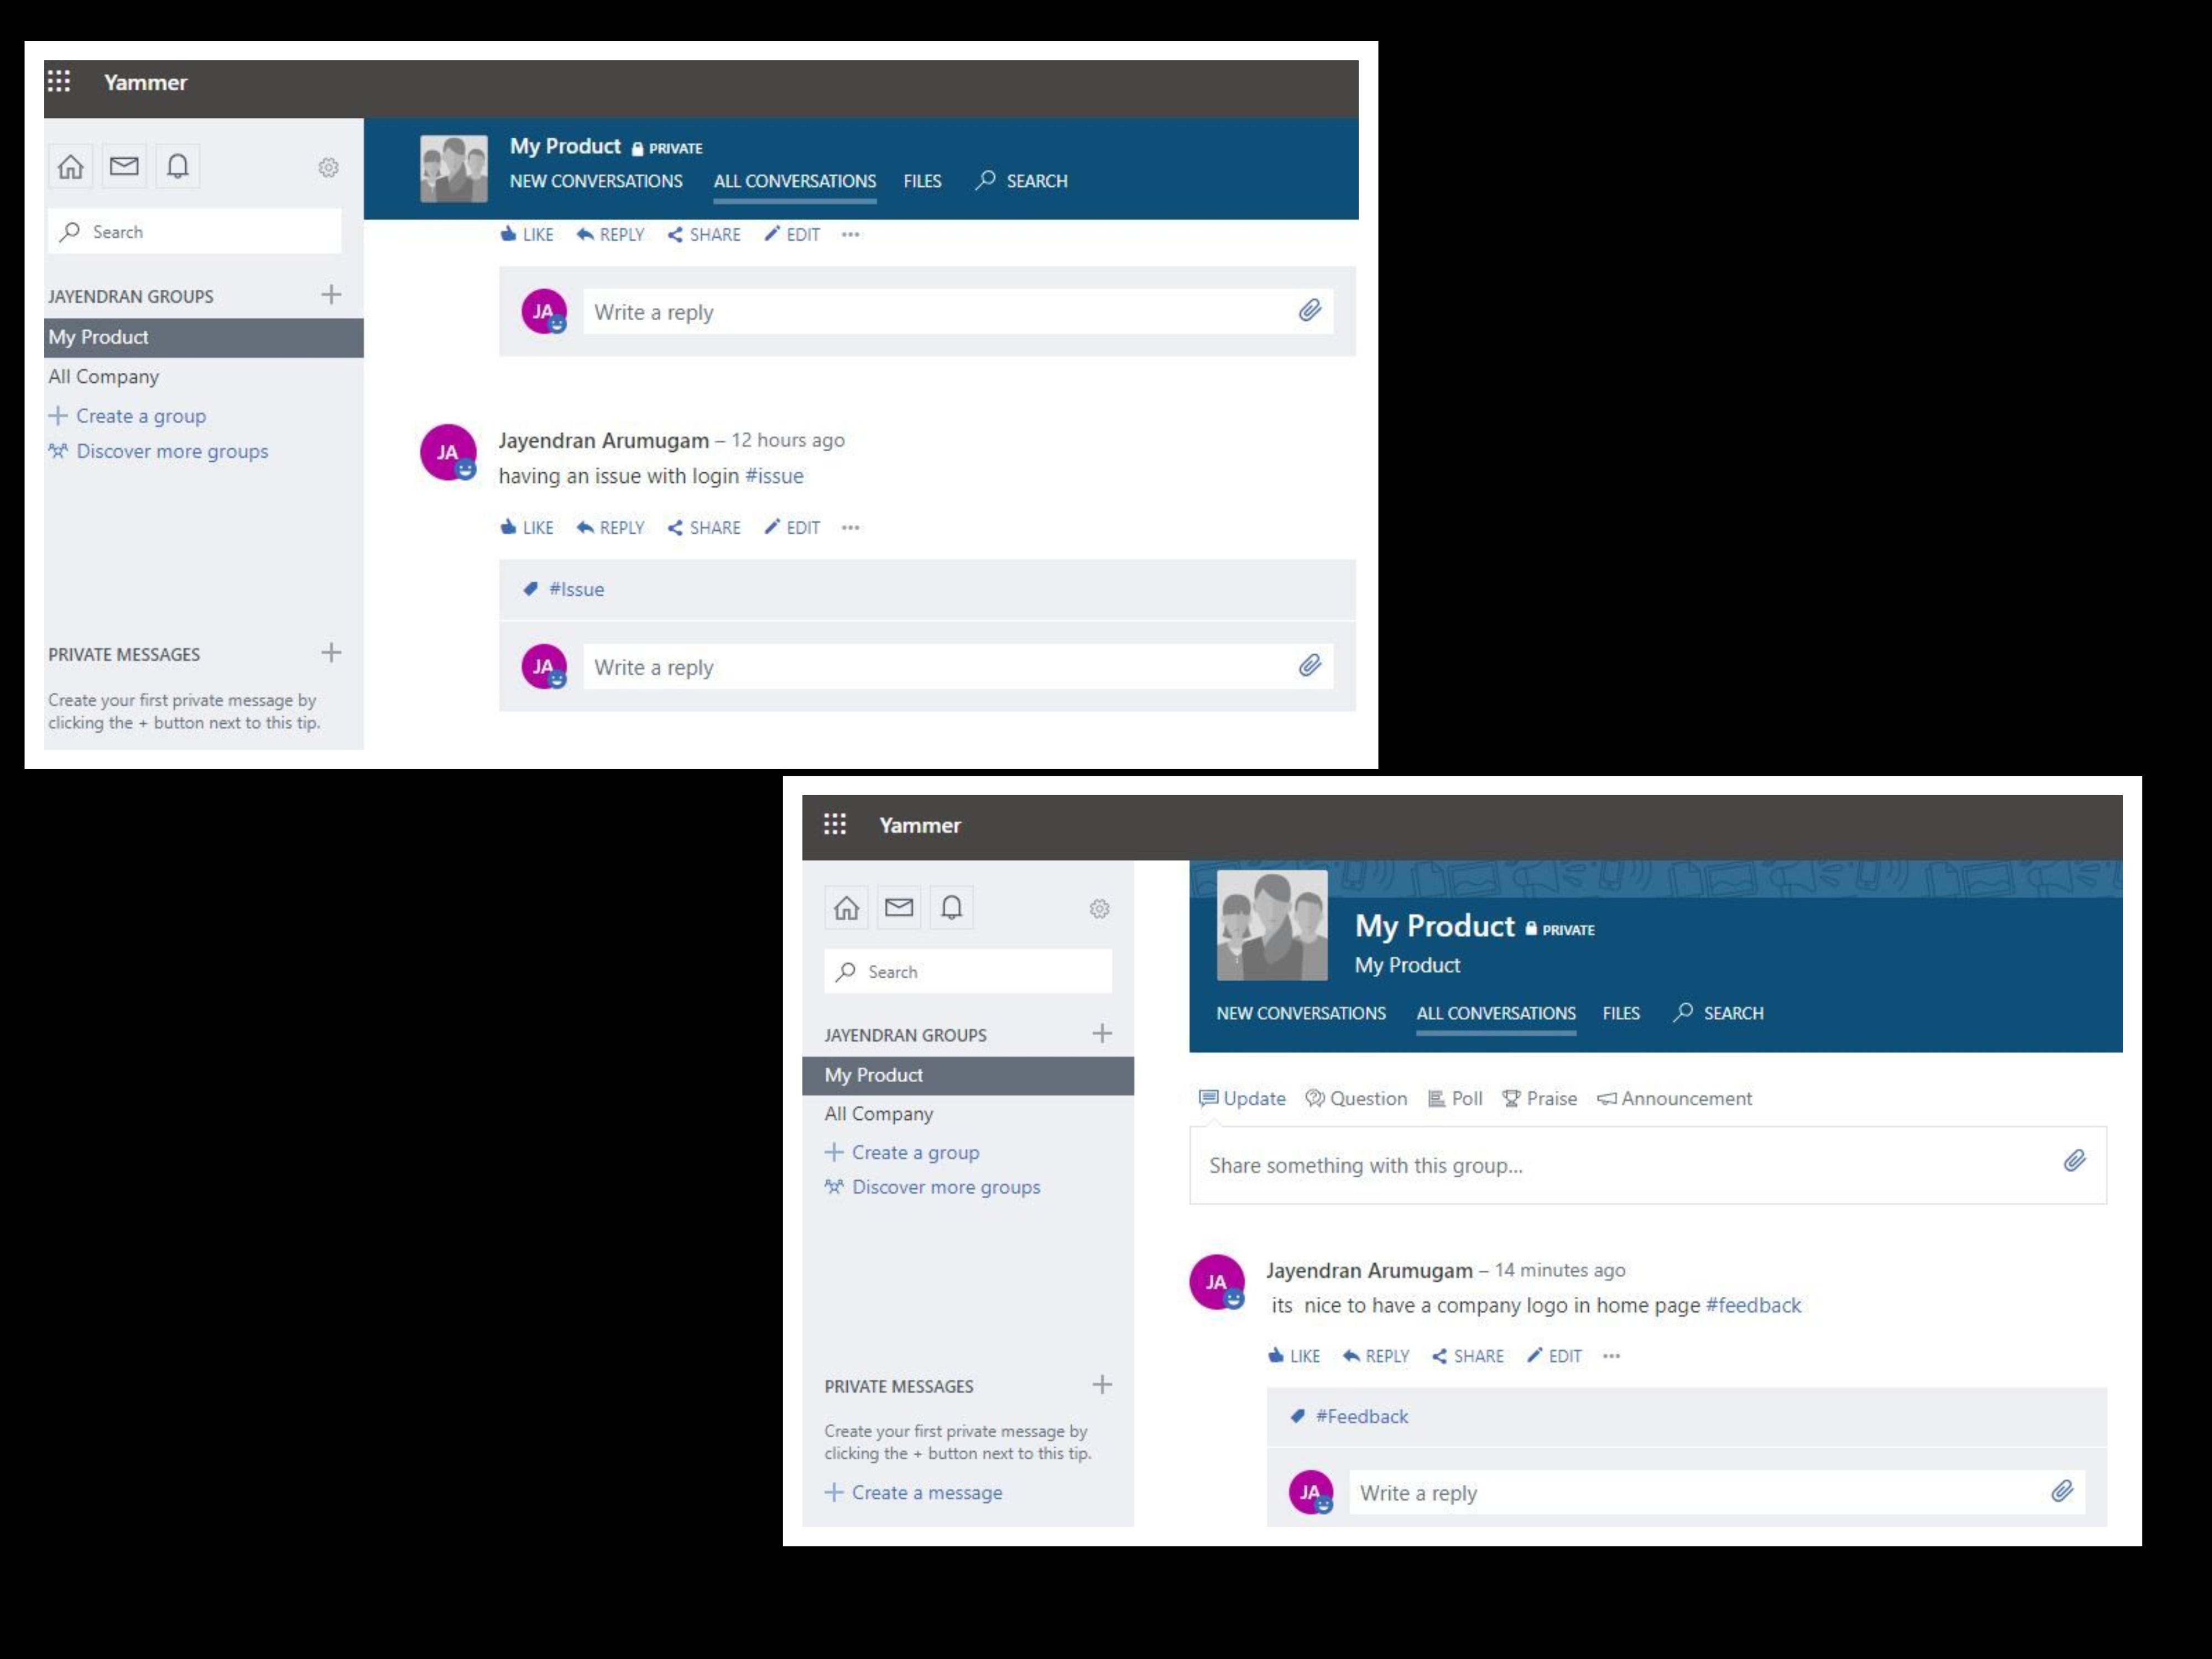 Yammer
My Product PRIVATE
NEW CONVERSATIONS ALL CONVERSATIONS FILES SEARCH
Search
JAYENDRAN GROUPS
My Product
All Company
Create a group
Discover more groups
PRIVATE MESSAGES
Create your first private message by
clicking the + button next to this tip.
LIKE REPLY SHARE EDIT ...
JA Write a reply
JA
Jayendran Arumugam – 12 hours ago
having an issue with login #issue
LIKE REPLY SHARE EDIT ...
#Issue
JA Write a reply
Yammer
Search
JAYENDRAN GROUPS
My Product
All Company
Create a group
Discover more groups
PRIVATE MESSAGES
Create your first private message by
clicking the + button next to this tip.
Create a message
My Product PRIVATE
My Product
NEW CONVERSATIONS ALL CONVERSATIONS FILES SEARCH
Update Question Poll Praise Announcement
Share something with this group...
JA
Jayendran Arumugam – 14 minutes ago
its nice to have a company logo in home page #feedback
LIKE REPLY SHARE EDIT ...
#Feedback
JA Write a reply